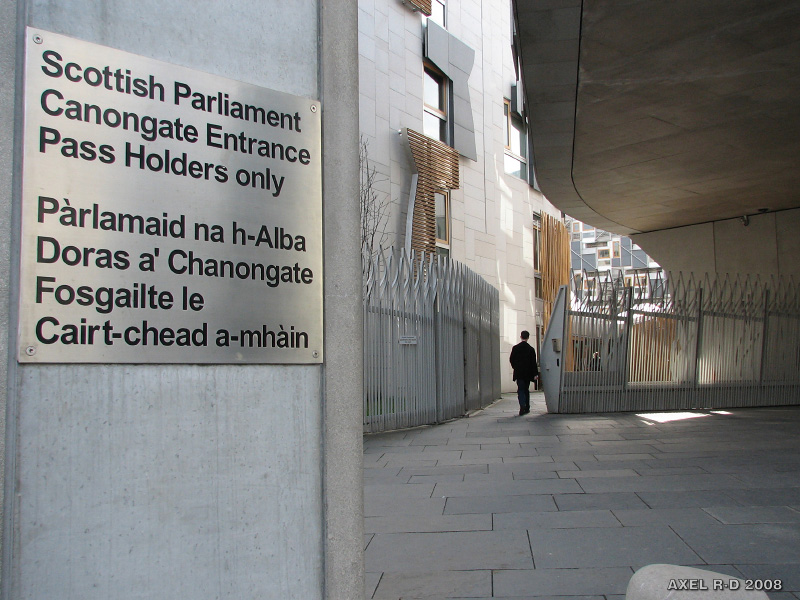 Scottish Parliament
Canongate Entrance
Pass Holders only
Pàrlamaid na h-Alba
Doras a' Chanongate
Fosgailte le
Cairt-chead a-mhàin
AXEL R-D 2008